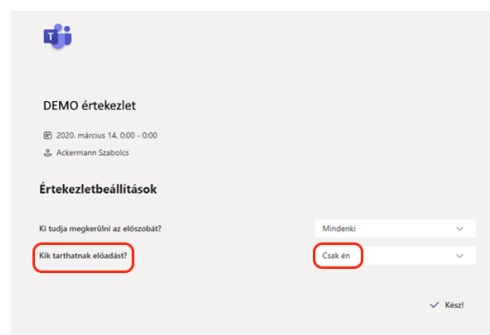 DEMO értekezlet
2020. március 14. 0:00 - 0:00
Ackermann Szabolcs
Értekezletbeállítások
Ki tudja megkerülni az előszobát? Mindenki
Kik tarthatnak előadást? Csak én
Kész!